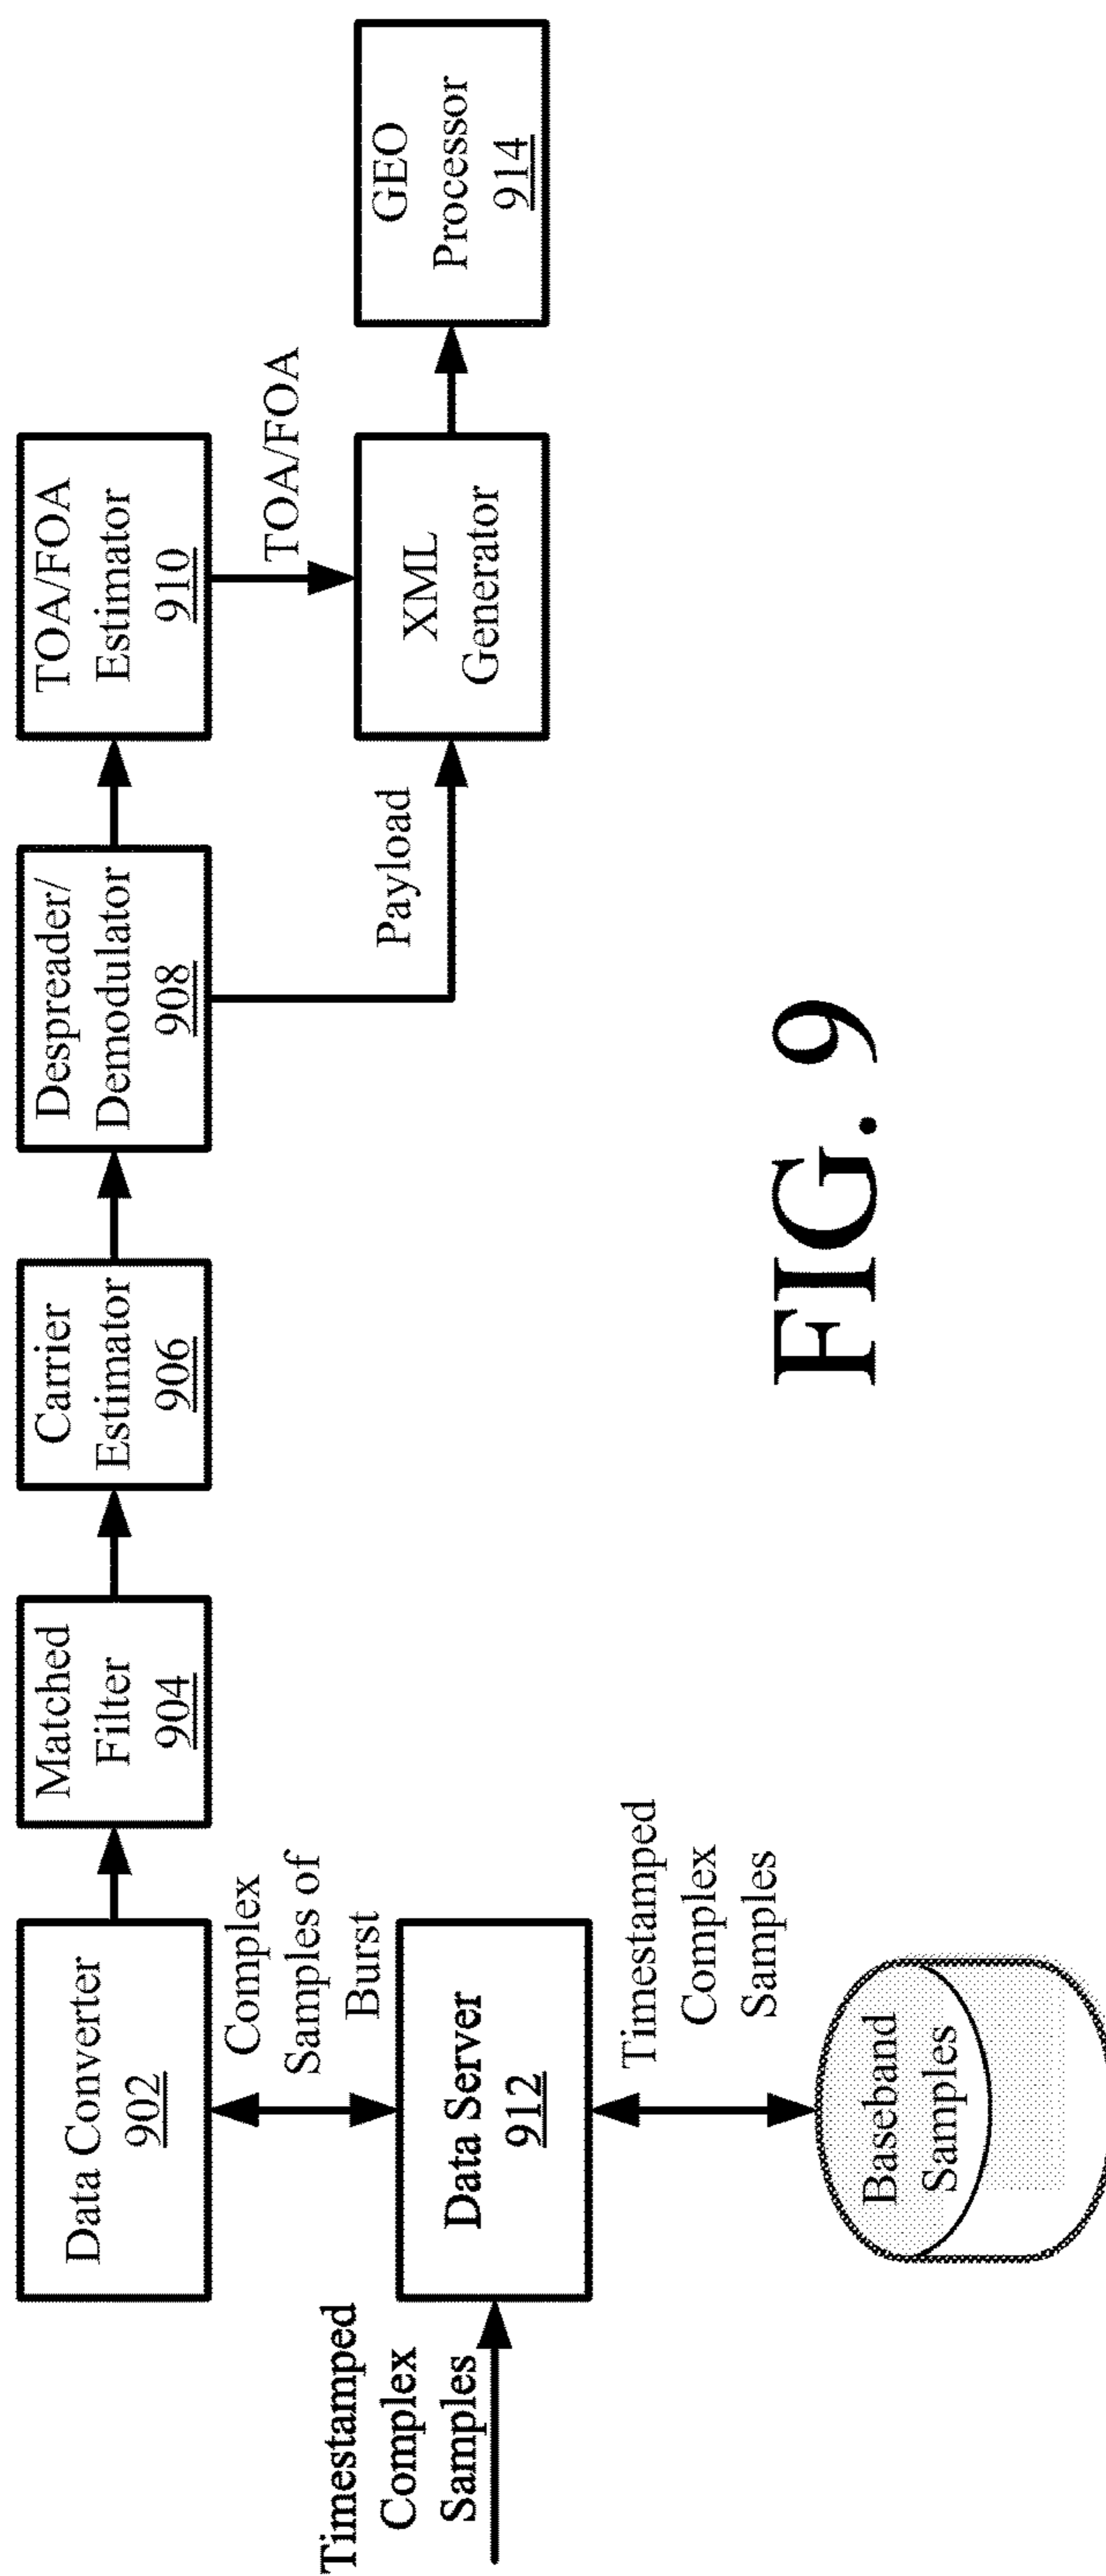 Data Converter
902
Matched
Filter
904
Carrier
Estimator
906
Despreader/
Demodulator
908
TOA/FOA
Estimator
910
Complex
Samples of
Burst
Payload
TOA/FOA
Timestamped
Complex
Samples
Data Server
912
XML
Generator
GEO
Processor
914
Timestamped
Complex
Samples
Baseband
Samples
FIG. 9